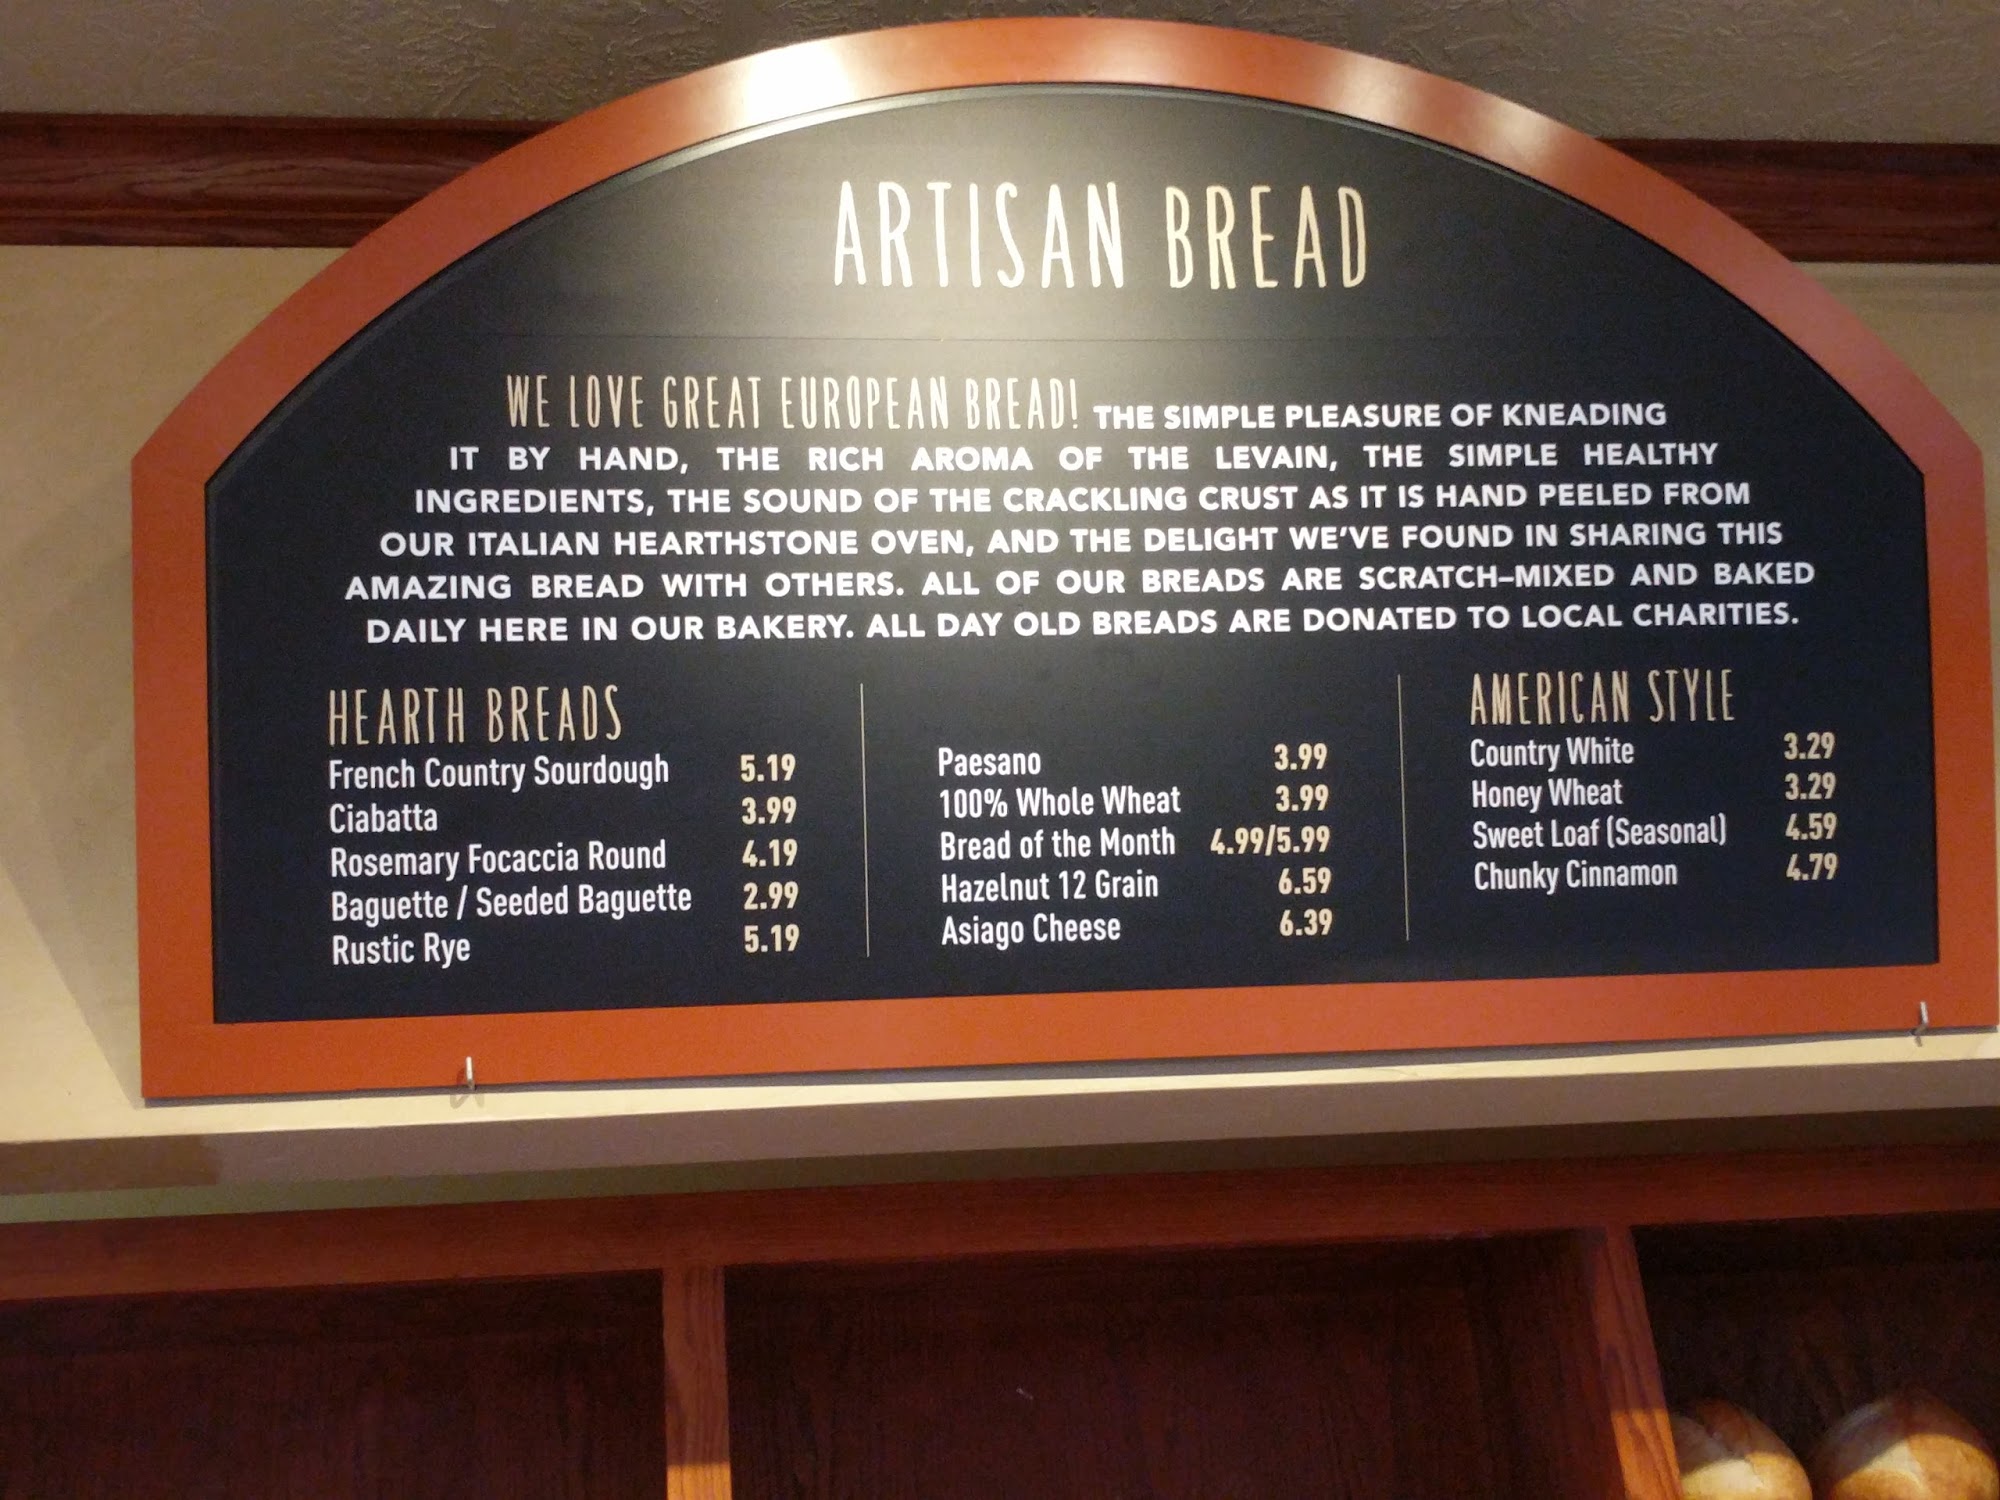 ARTISAN BREAD
WE LOVE GREAT EUROPEAN BREAD! THE SIMPLE PLEASURE OF KNEADING
IT BY HAND, THE RICH AROMA OF THE LEVAIN, THE SIMPLE HEALTHY
INGREDIENTS, THE SOUND OF THE CRACKLING CRUST AS IT IS HAND PEELED FROM
OUR ITALIAN HEARTHSTONE OVEN, AND THE DELIGHT WE'VE FOUND IN SHARING THIS
AMAZING BREAD WITH OTHERS. ALL OF OUR BREADS ARE SCRATCH–MIXED AND BAKED
DAILY HERE IN OUR BAKERY. ALL DAY OLD BREADS ARE DONATED TO LOCAL CHARITIES.
HEARTH BREADS
French Country Sourdough 5.19
Ciabatta 3.99
Rosemary Focaccia Round 4.19
Baguette / Seeded Baguette 2.99
Rustic Rye 5.19
Paesano 3.99
100% Whole Wheat 3.99
Bread of the Month 4.99/5.99
Hazelnut 12 Grain 6.59
Asiago Cheese 6.39
AMERICAN STYLE
Country White 3.29
Honey Wheat 3.29
Sweet Loaf (Seasonal) 4.59
Chunky Cinnamon 4.79